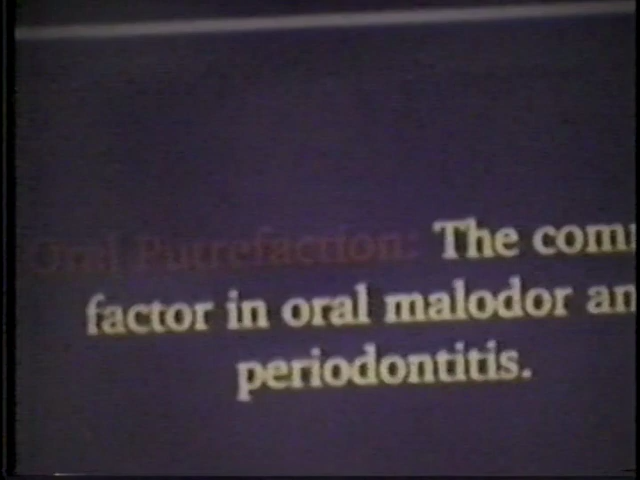 Oral Putrefaction: The com
factor in oral malodor an
periodontitis.